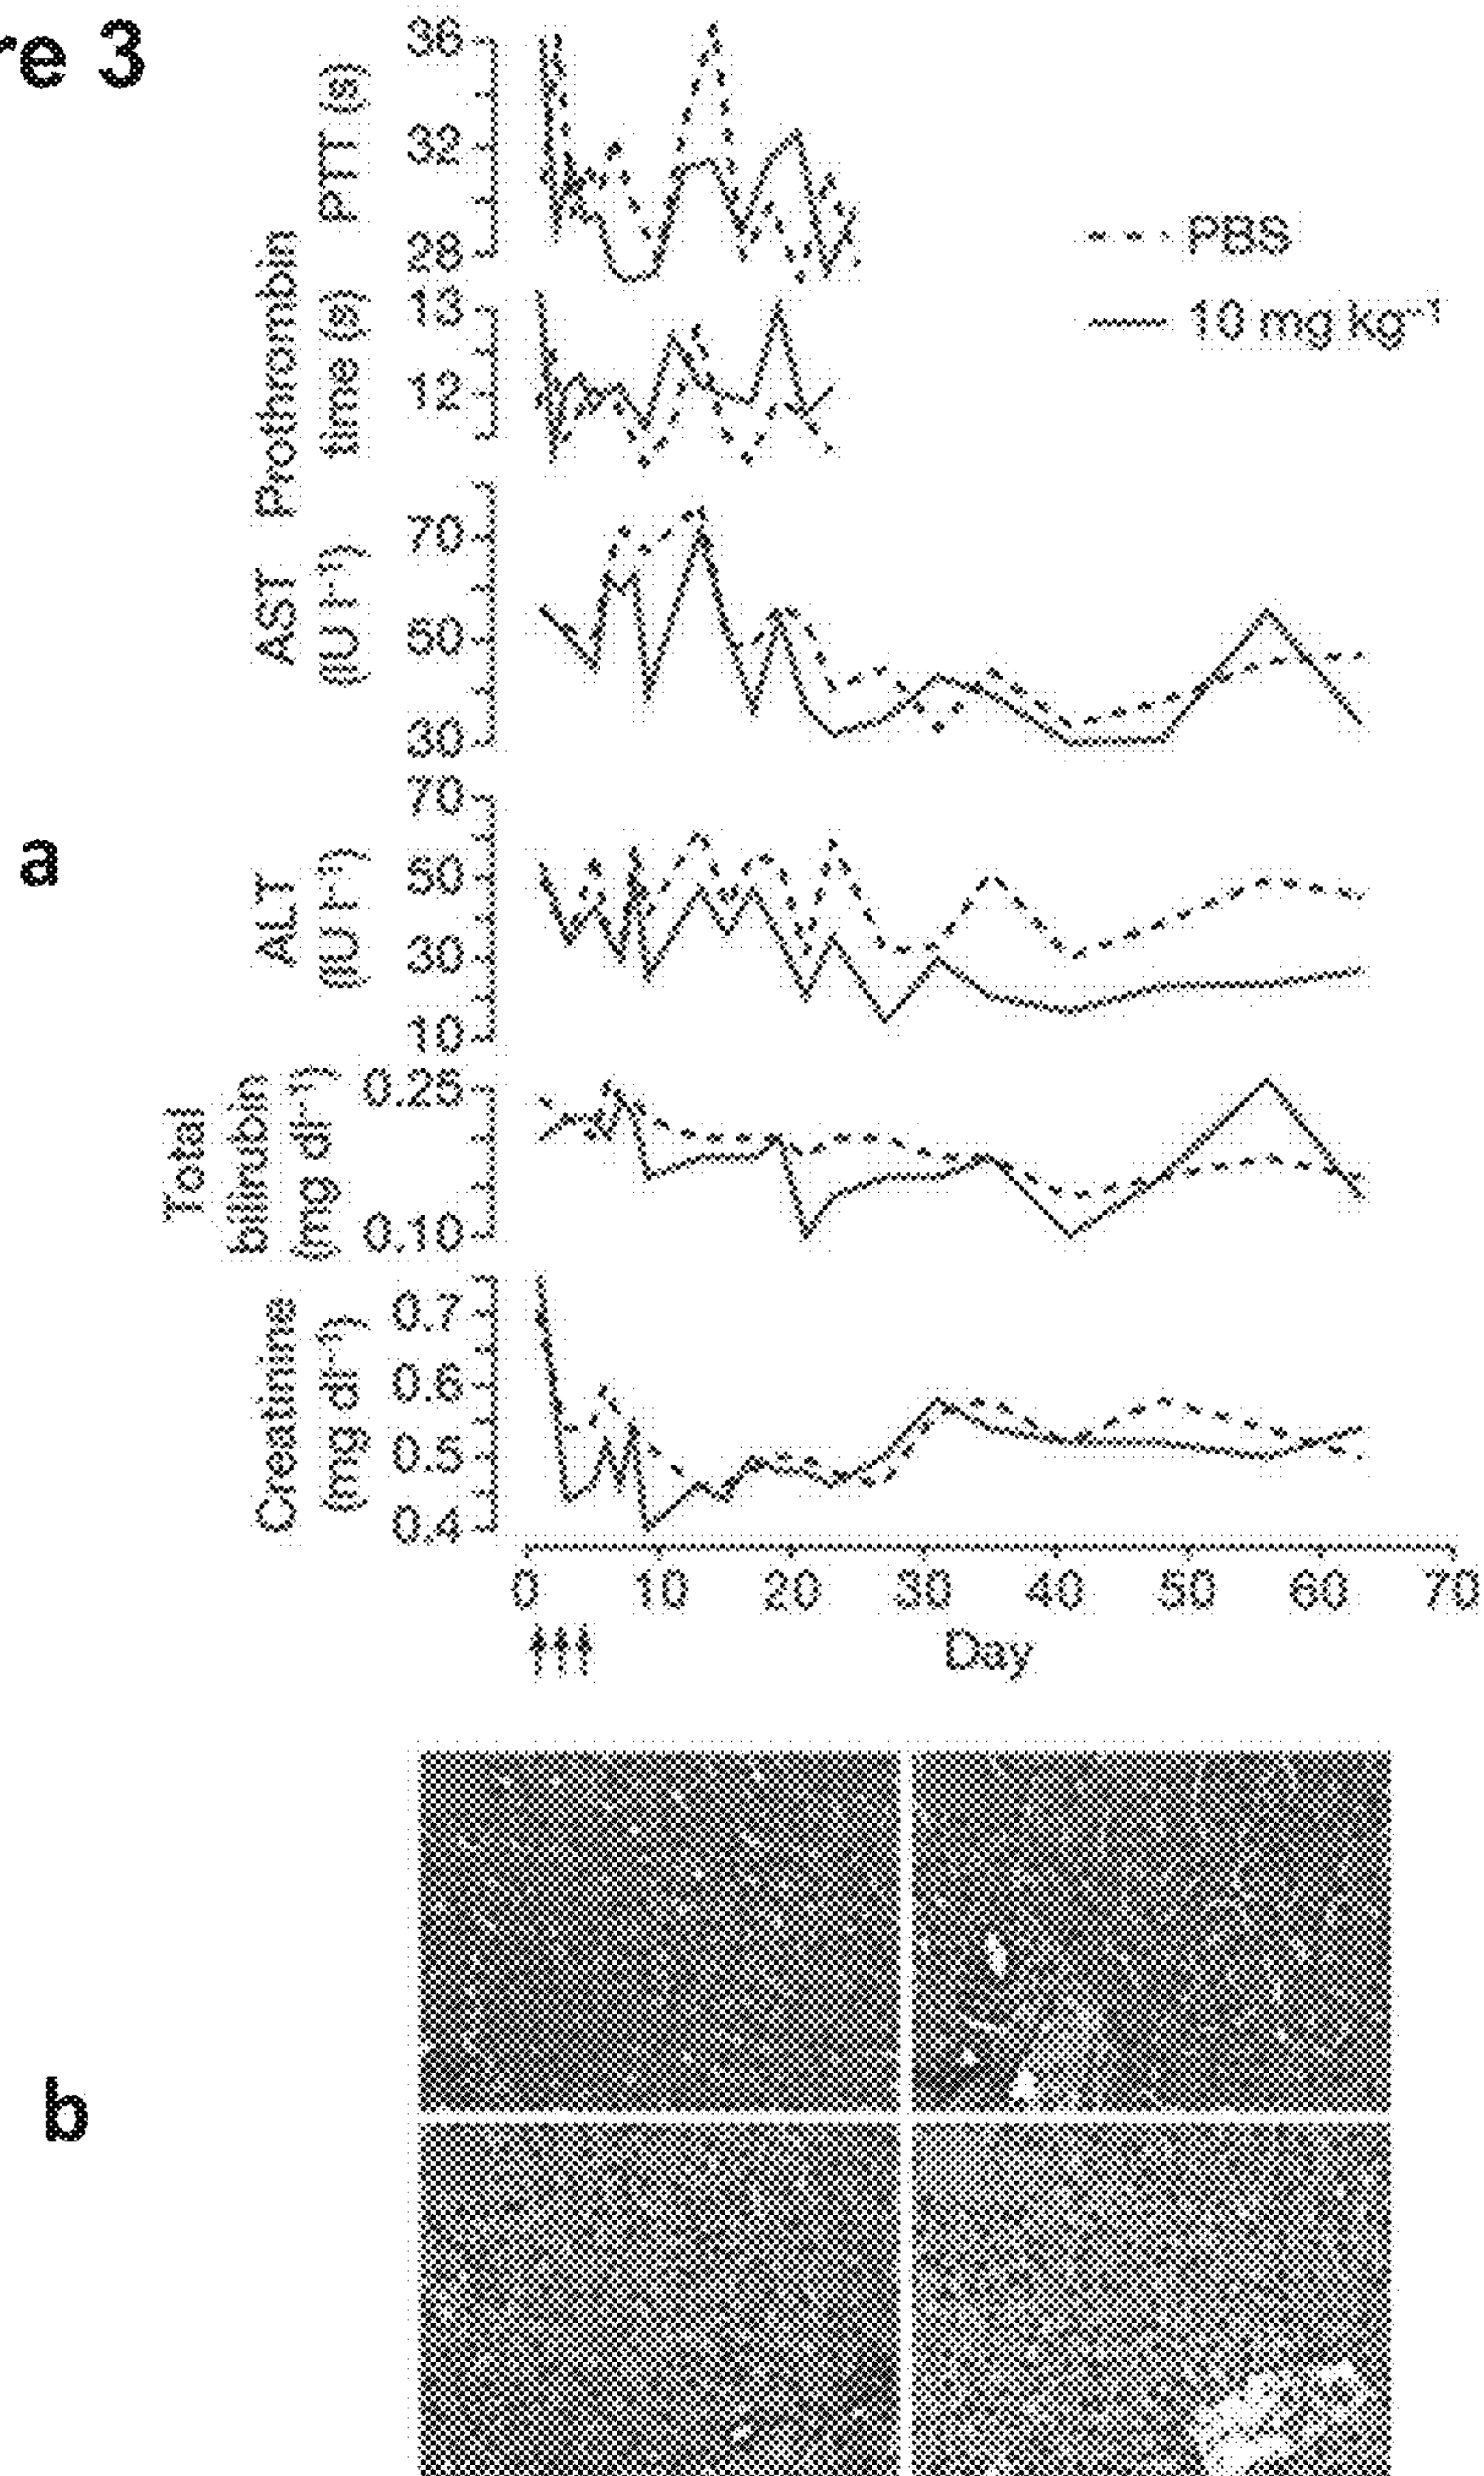 re 3
36
PTT (s)
32
28
PBS
10 mg kg⁻¹
Prothrombin
time (s)
13
12
AST
(IU l⁻¹)
70
50
30
a
ALT
(IU l⁻¹)
70
50
30
10
Total
bilirubin
(mg dl⁻¹)
0.25
0.10
Creatinine
(mg dl⁻¹)
0.7
0.6
0.5
0.4
0 10 20 30 40 50 60 70
Day
b